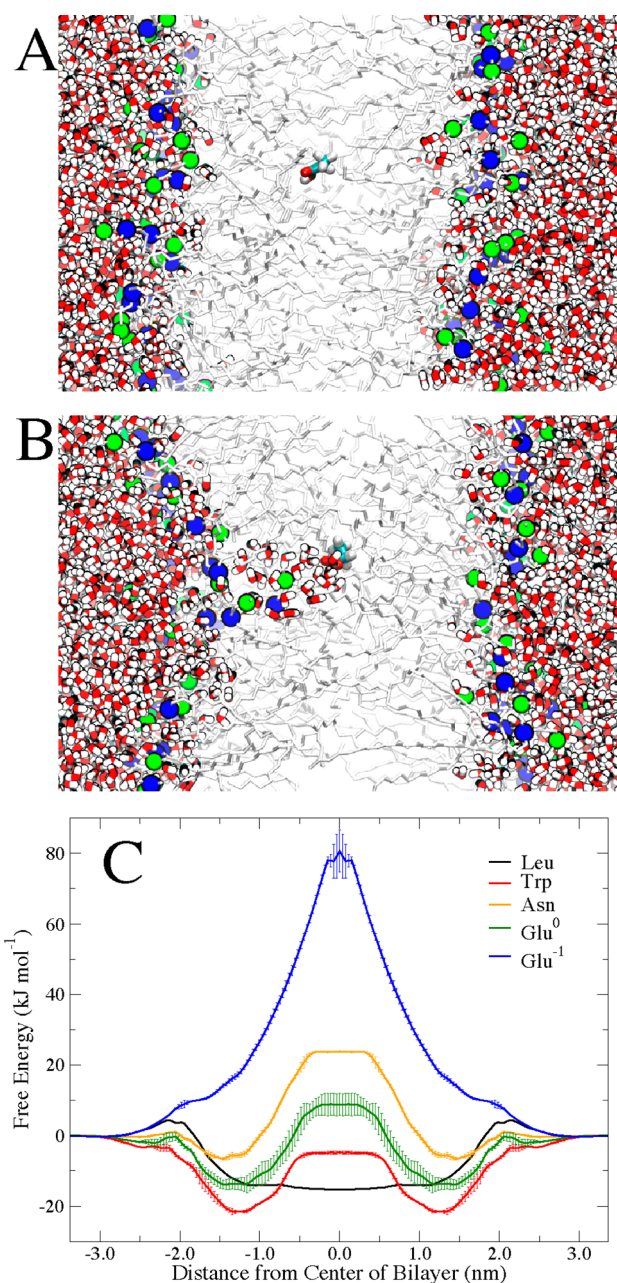 A
B
C
Leu
Trp
Asn
Glu⁰
Glu⁻¹
Free Energy (kJ mol⁻¹)
80
60
40
20
0
-20
-3.0 -2.0 -1.0 0.0 1.0 2.0 3.0
Distance from Center of Bilayer (nm)